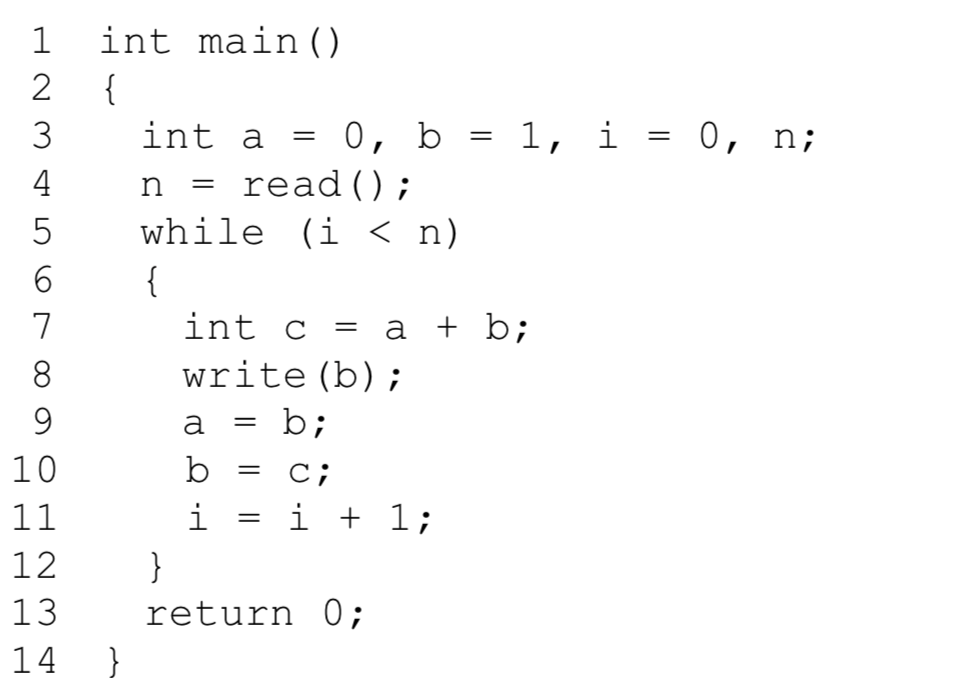 1 int main()
2 {
3 int a = 0, b = 1, i = 0, n;
4 n = read();
5 while (i < n)
6 {
7 int c = a + b;
8 write(b);
9 a = b;
10 b = c;
11 i = i + 1;
12 }
13 return 0;
14 }